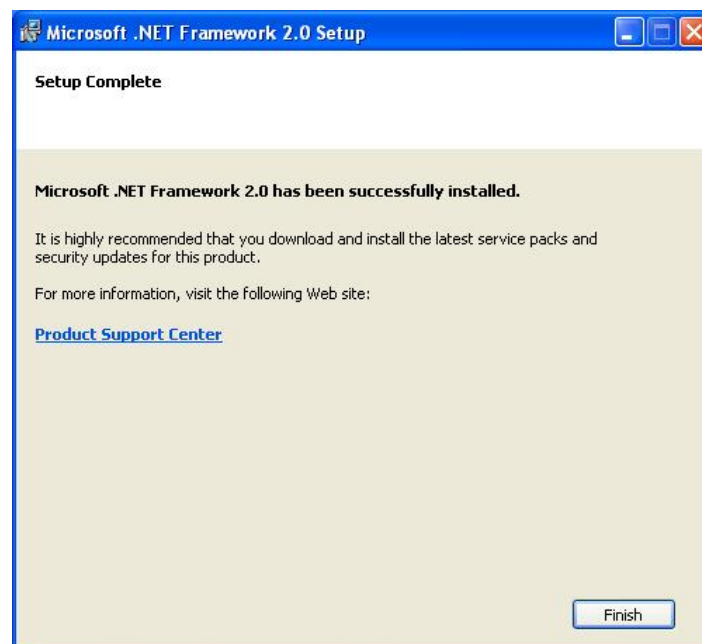 Microsoft .NET Framework 2.0 Setup
Setup Complete
Microsoft .NET Framework 2.0 has been successfully installed.
It is highly recommended that you download and install the latest service packs and
security updates for this product.
For more information, visit the following Web site:
Product Support Center
Finish